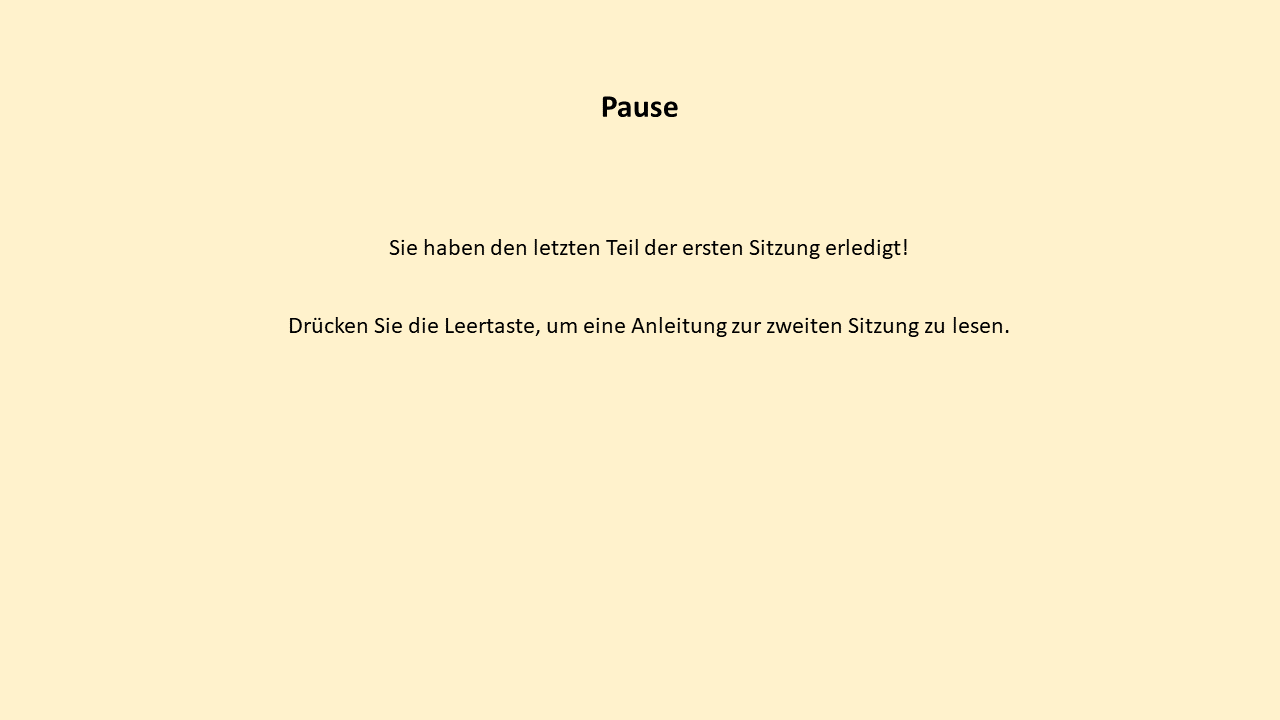 Pause
Sie haben den letzten Teil der ersten Sitzung erledigt!
Drücken Sie die Leertaste, um eine Anleitung zur zweiten Sitzung zu lesen.